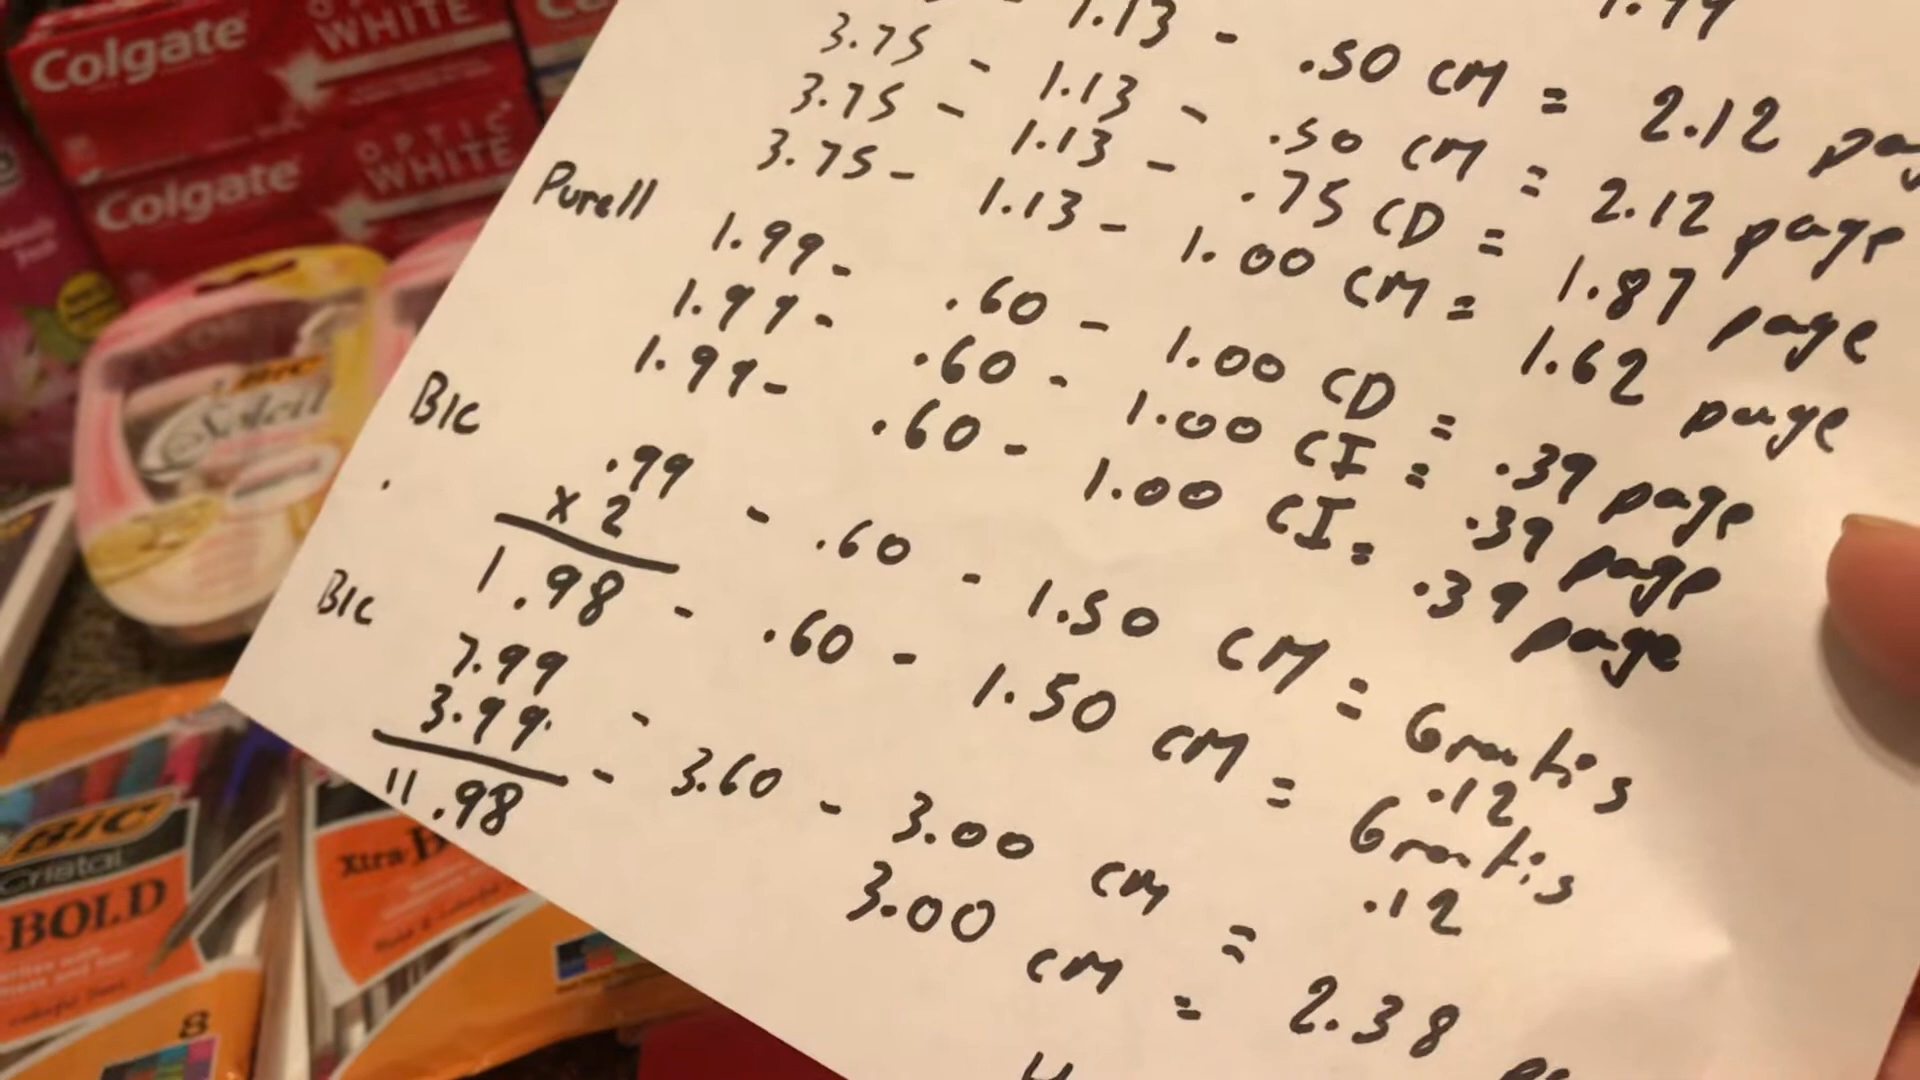 Colgate
OPTIC WHITE
Colgate
OPTIC WHITE
BIC
Soleil
BIC
Cristal
BOLD
8
Xtra-B
1.13 - .50 CM = 2.12
3.75 - 1.13 - .50 CM = 2.12 page
3.75 - 1.13 - .75 CD = 1.87 page
3.75 - 1.13 - 1.00 CM = 1.62 page
Purell
1.99 - .60 - 1.00 CD = .39 page
1.99 - .60 - 1.00 CI = .39 page
1.99 - .60 - 1.00 CI = .39 page
BIC
.99
x 2 - .60 - 1.50 CM = Gratis
.12
1.98 - .60 - 1.50 CM = Gratis
.12
BIC
7.99
3.99 - 3.60 - 3.00 CM =
11.98 - 3.00 CM = 2.38